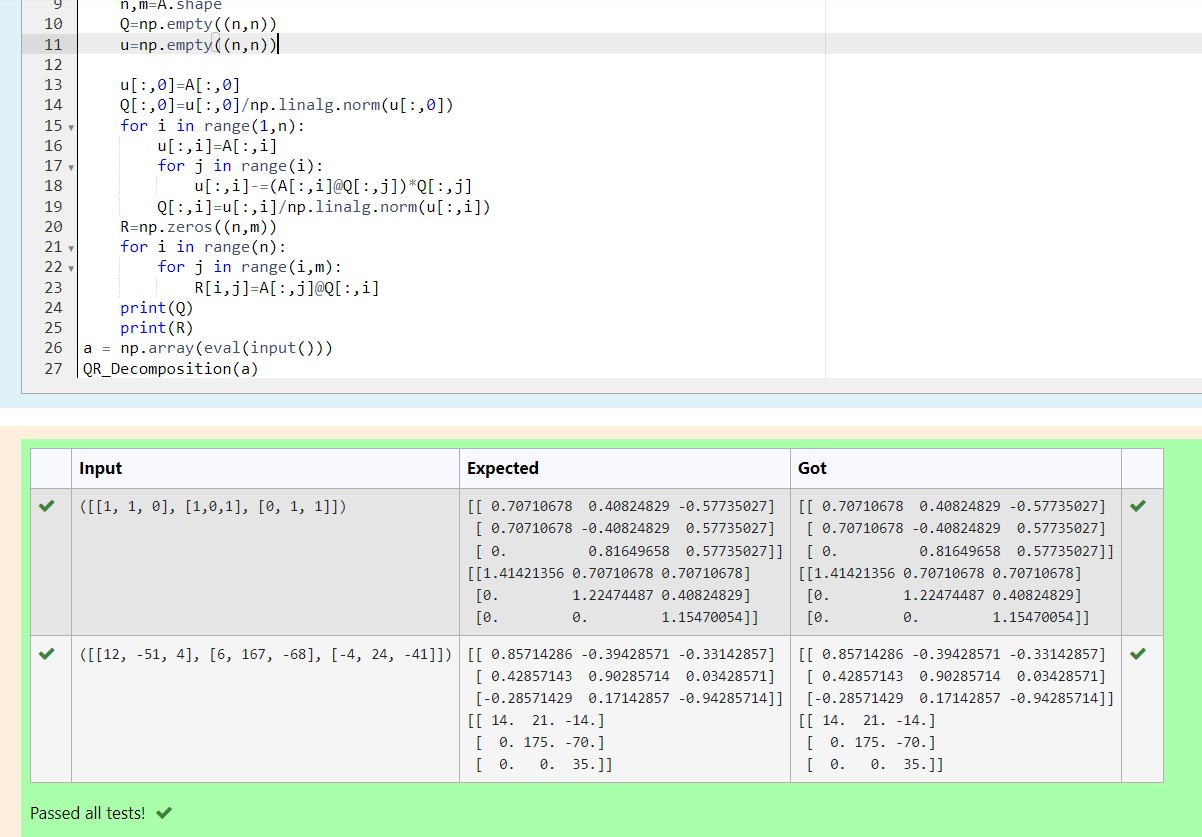 9 n,m=A.shape
10 Q=np.empty((n,n))
11 u=np.empty((n,n))
12
13 u[:,0]=A[:,0]
14 Q[:,0]=u[:,0]/np.linalg.norm(u[:,0])
15 for i in range(1,n):
16 u[:,i]=A[:,i]
17 for j in range(i):
18 u[:,i]-=(A[:,i]@Q[:,j])*Q[:,j]
19 Q[:,i]=u[:,i]/np.linalg.norm(u[:,i])
20 R=np.zeros((n,m))
21 for i in range(n):
22 for j in range(i,m):
23 R[i,j]=A[:,j]@Q[:,i]
24 print(Q)
25 print(R)
26 a = np.array(eval(input()))
27 QR_Decomposition(a)
Input Expected Got
([[1, 1, 0], [1,0,1], [0, 1, 1]]) [[ 0.70710678 0.40824829 -0.57735027] [[ 0.70710678 0.40824829 -0.57735027]
[ 0.70710678 -0.40824829 0.57735027] [ 0.70710678 -0.40824829 0.57735027]
[ 0. 0.81649658 0.57735027]] [ 0. 0.81649658 0.57735027]]
[[1.41421356 0.70710678 0.70710678] [[1.41421356 0.70710678 0.70710678]
[0. 1.22474487 0.40824829] [0. 1.22474487 0.40824829]
[0. 0. 1.15470054]] [0. 0. 1.15470054]]
([[12, -51, 4], [6, 167, -68], [-4, 24, -41]]) [[ 0.85714286 -0.39428571 -0.33142857] [[ 0.85714286 -0.39428571 -0.33142857]
[ 0.42857143 0.90285714 0.03428571] [ 0.42857143 0.90285714 0.03428571]
[-0.28571429 0.17142857 -0.94285714]] [-0.28571429 0.17142857 -0.94285714]]
[[ 14. 21. -14.] [[ 14. 21. -14.]
[ 0. 175. -70.] [ 0. 175. -70.]
[ 0. 0. 35.]] [ 0. 0. 35.]]
Passed all tests!